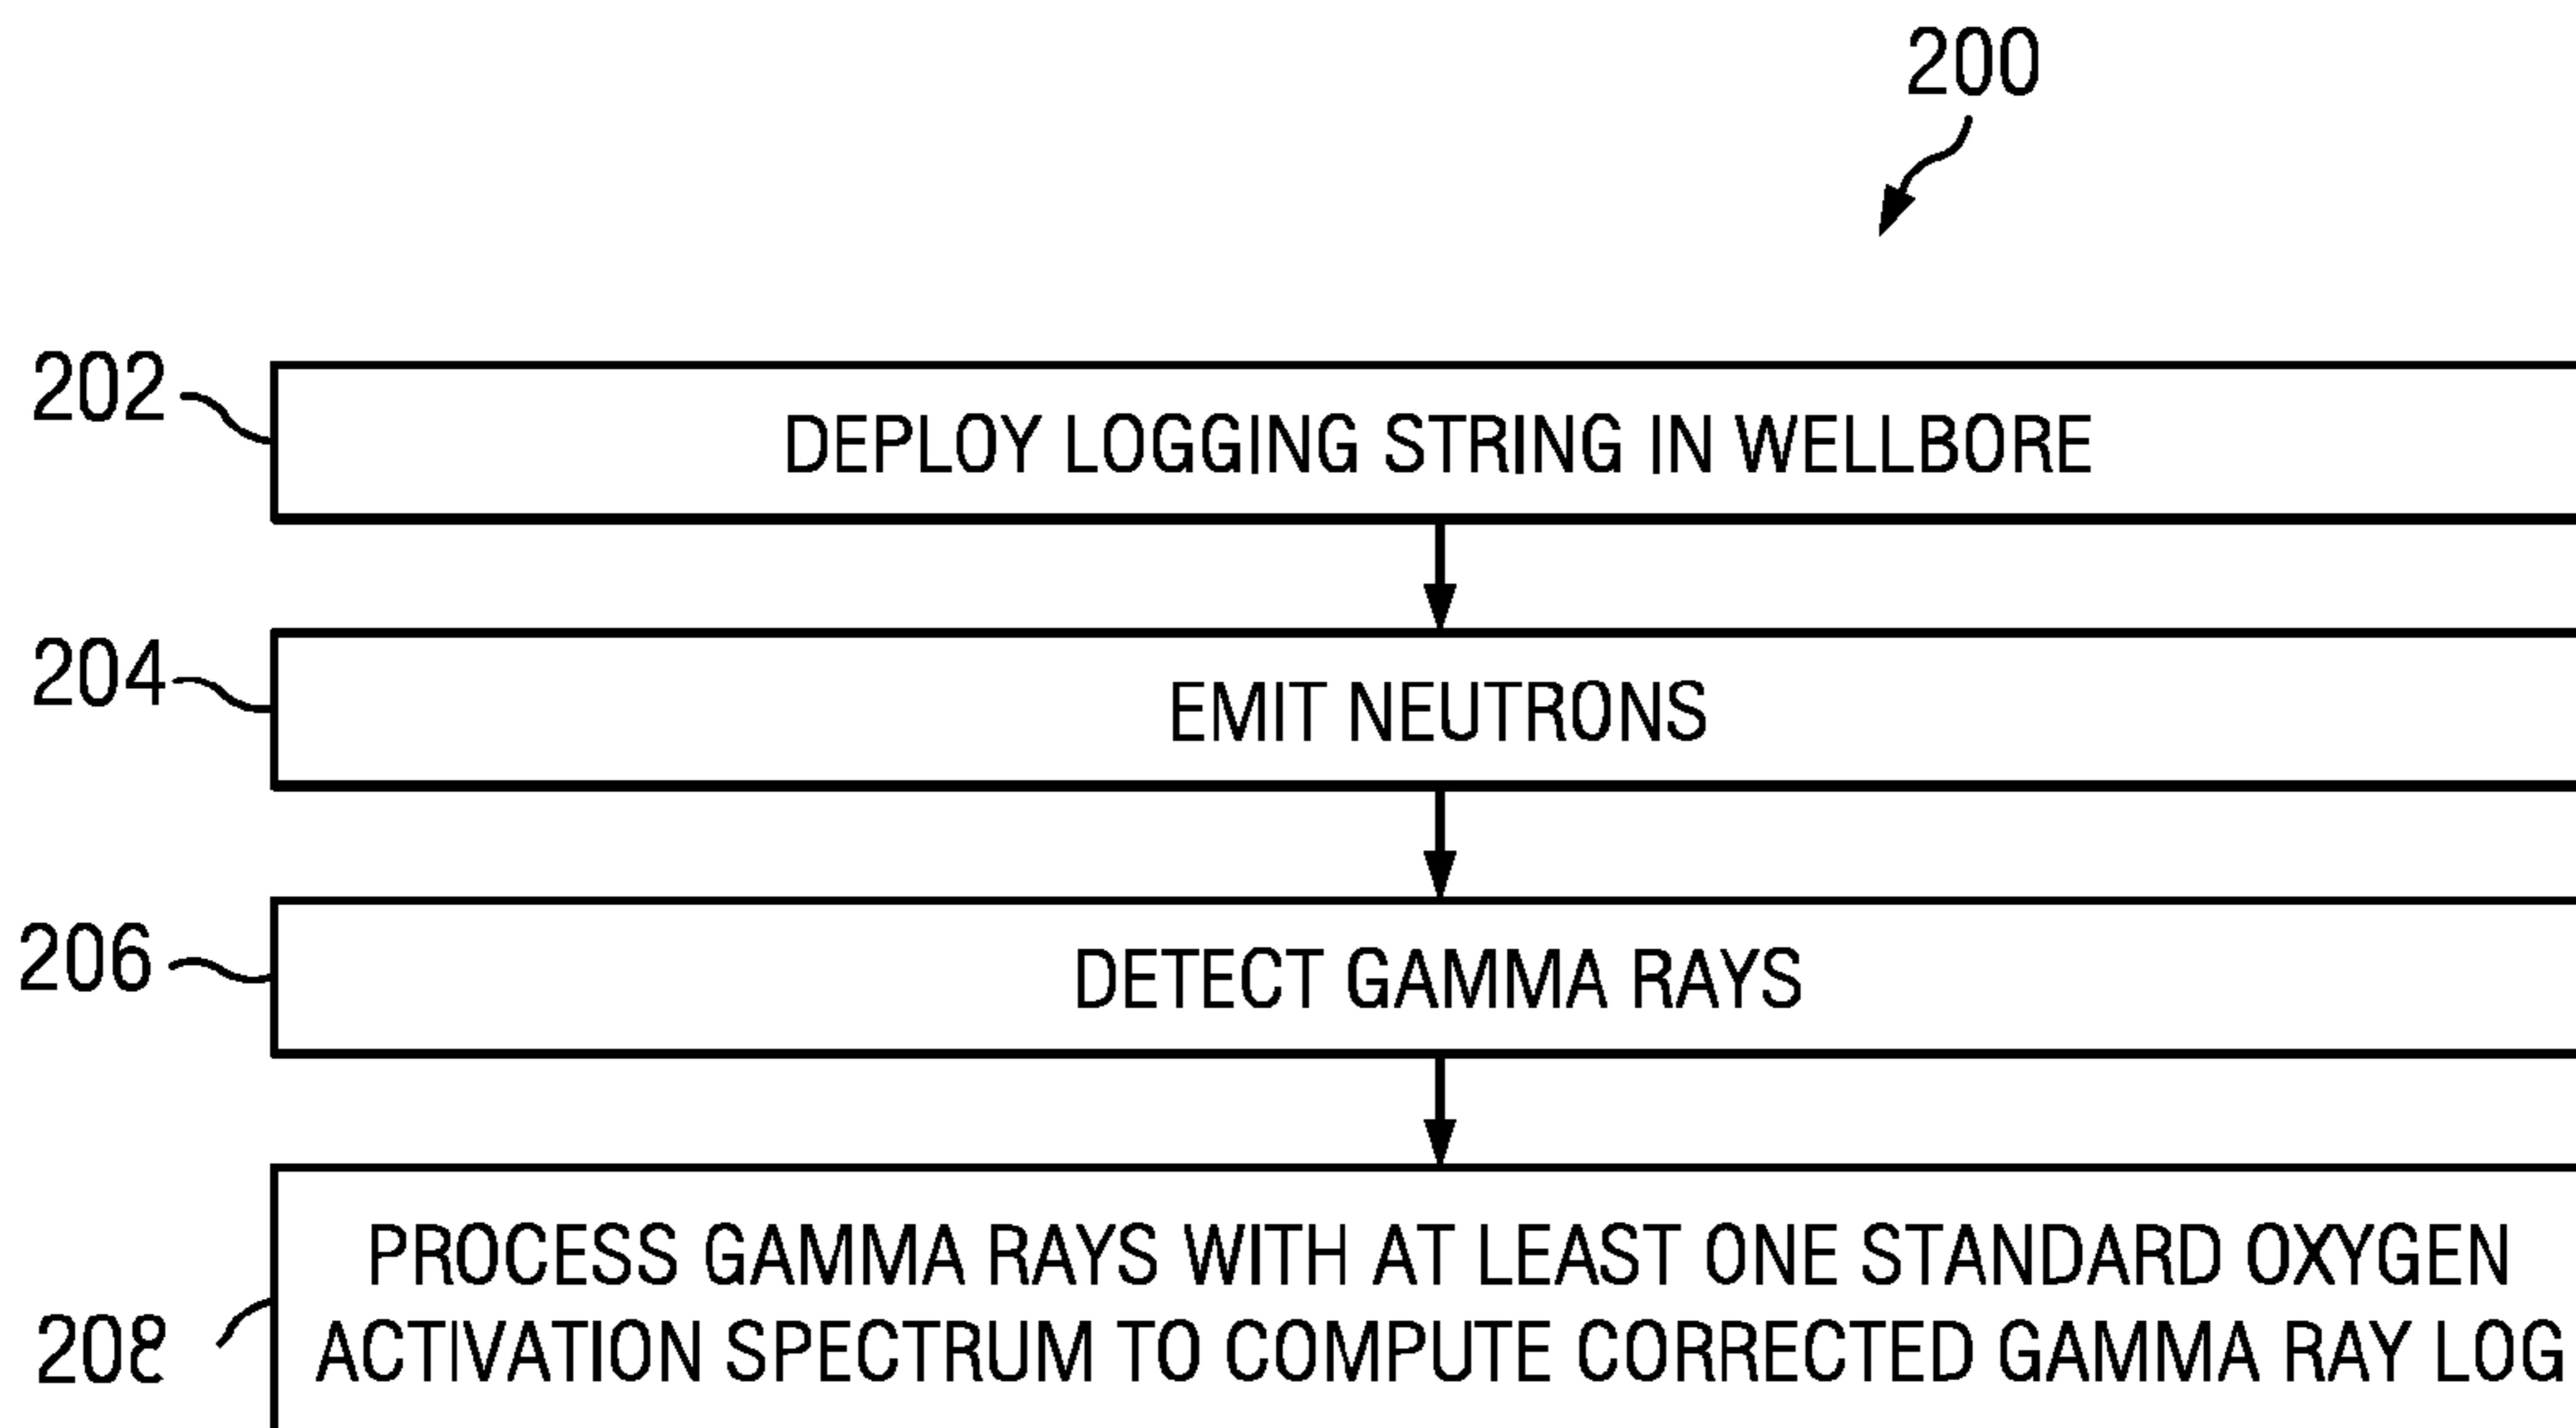 200
202
DEPLOY LOGGING STRING IN WELLBORE
204
EMIT NEUTRONS
206
DETECT GAMMA RAYS
208
PROCESS GAMMA RAYS WITH AT LEAST ONE STANDARD OXYGEN
ACTIVATION SPECTRUM TO COMPUTE CORRECTED GAMMA RAY LOG